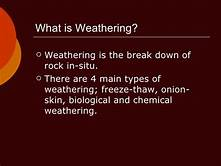 What is Weathering?
Weathering is the break down of
rock in-situ.
There are 4 main types of
weathering; freeze-thaw, onion-
skin, biological and chemical
weathering.